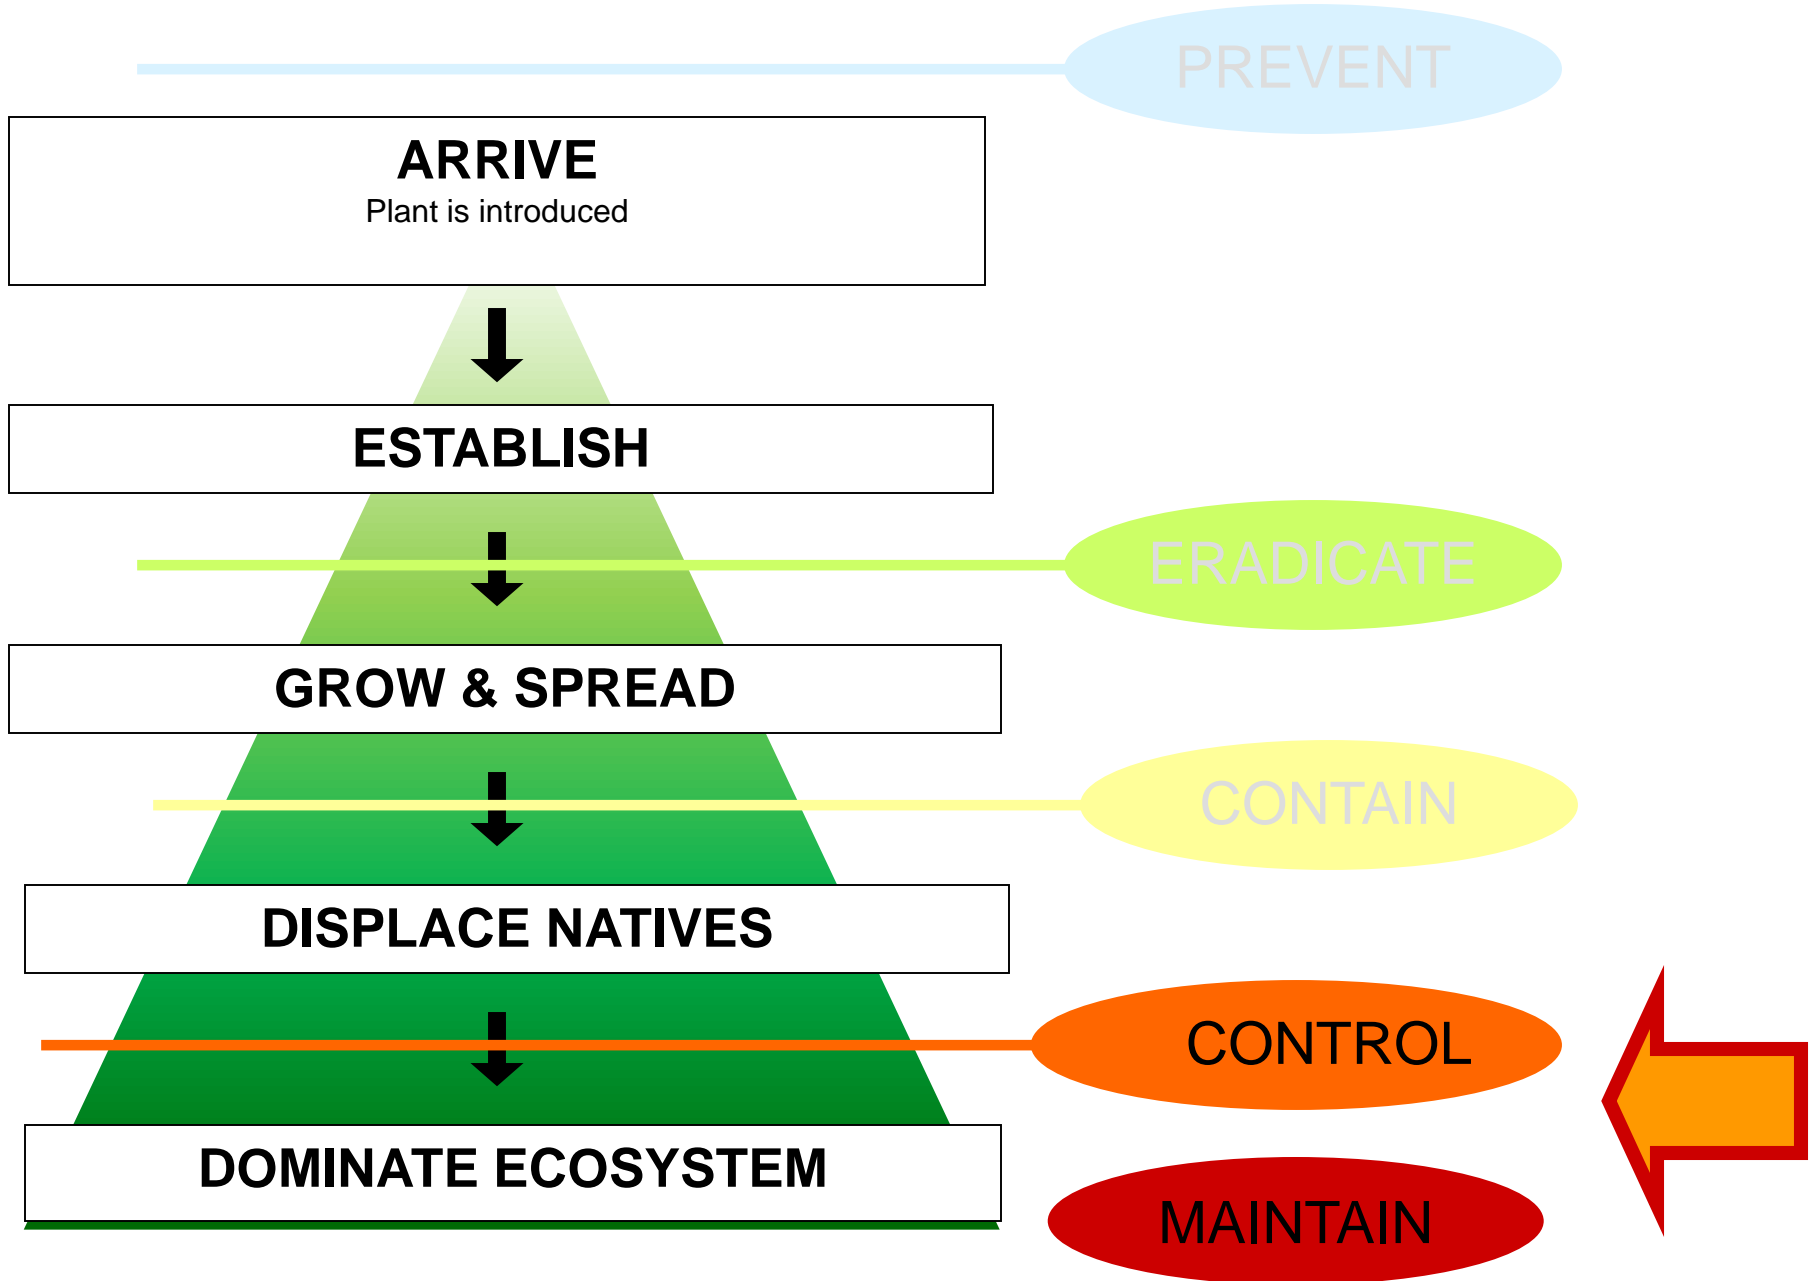 PREVENT
ARRIVE
Plant is introduced
ESTABLISH
ERADICATE
GROW & SPREAD
CONTAIN
DISPLACE NATIVES
CONTROL
DOMINATE ECOSYSTEM
MAINTAIN